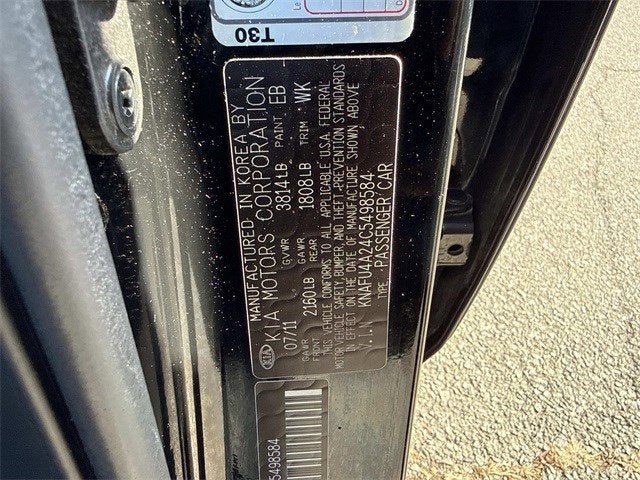 T30
MANUFACTURED IN KOREA BY
KIA KIA MOTORS CORPORATION
07/11 GVWR 3814LB PAINT EB
GAWR FRONT 2160LB GAWR REAR 1808LB TRIM WK
THIS VEHICLE CONFORMS TO ALL APPLICABLE U.S.A. FEDERAL
MOTOR VEHICLE SAFETY, BUMPER, AND THEFT-PREVENTION STANDARDS
IN EFFECT ON THE DATE OF MANUFACTURE SHOWN ABOVE
V.I.N.: KNAFU4A24C5498584
TYPE: PASSENGER CAR
5498584